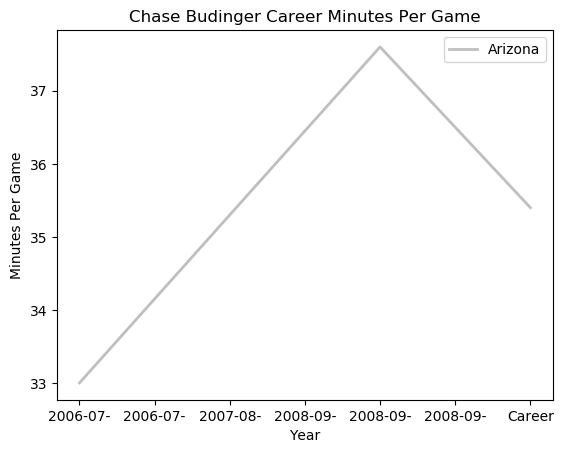 Chase Budinger Career Minutes Per Game
Arizona
Minutes Per Game
37
36
35
34
33
2006-07-
2006-07-
2007-08-
2008-09-
2008-09-
2008-09-
Career
Year